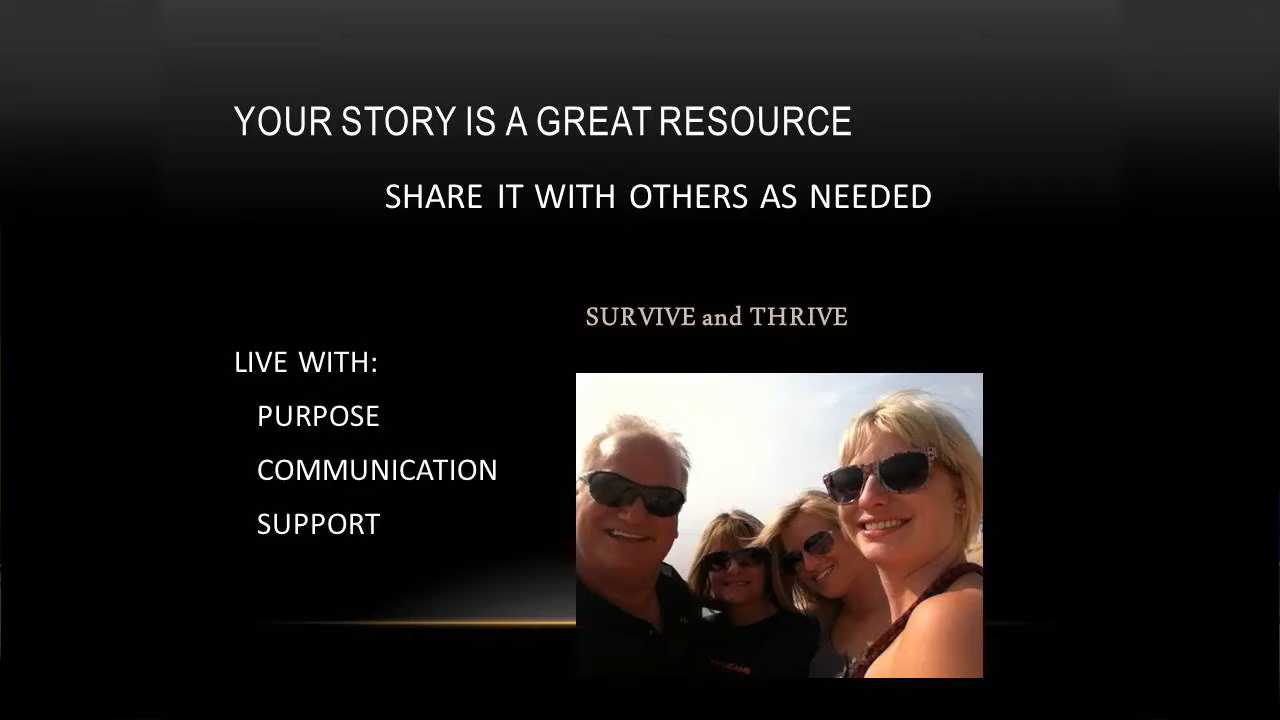 YOUR STORY IS A GREAT RESOURCE
SHARE IT WITH OTHERS AS NEEDED
SURVIVE and THRIVE
LIVE WITH:
PURPOSE
COMMUNICATION
SUPPORT